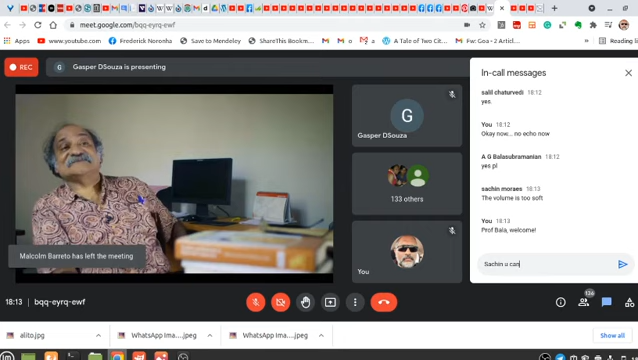 meet.google.com/bqq-eyrq-ewf
Apps
www.youtube.com
Frederick Noronha
Save to Mendeley
ShareThis Bookmark...
A Tale of Two Cit...
Fw: Goa - 2 Articl...
Reading li
REC
G
Gasper DSouza is presenting
G
Gasper DSouza
133 others
You
Malcolm Barreto has left the meeting
In-call messages
salil chaturvedi 18:12
yes.
You 18:12
Okay now... no echo now
A G Balasubramanian 18:12
yes pl
sachin moraes 18:13
The volume is too soft
You 18:13
Prof Bala, welcome!
Sachin u can
18:13
bqq-eyrq-ewf
alito.jpg
WhatsApp Ima....jpeg
WhatsApp Ima....jpeg
Show all